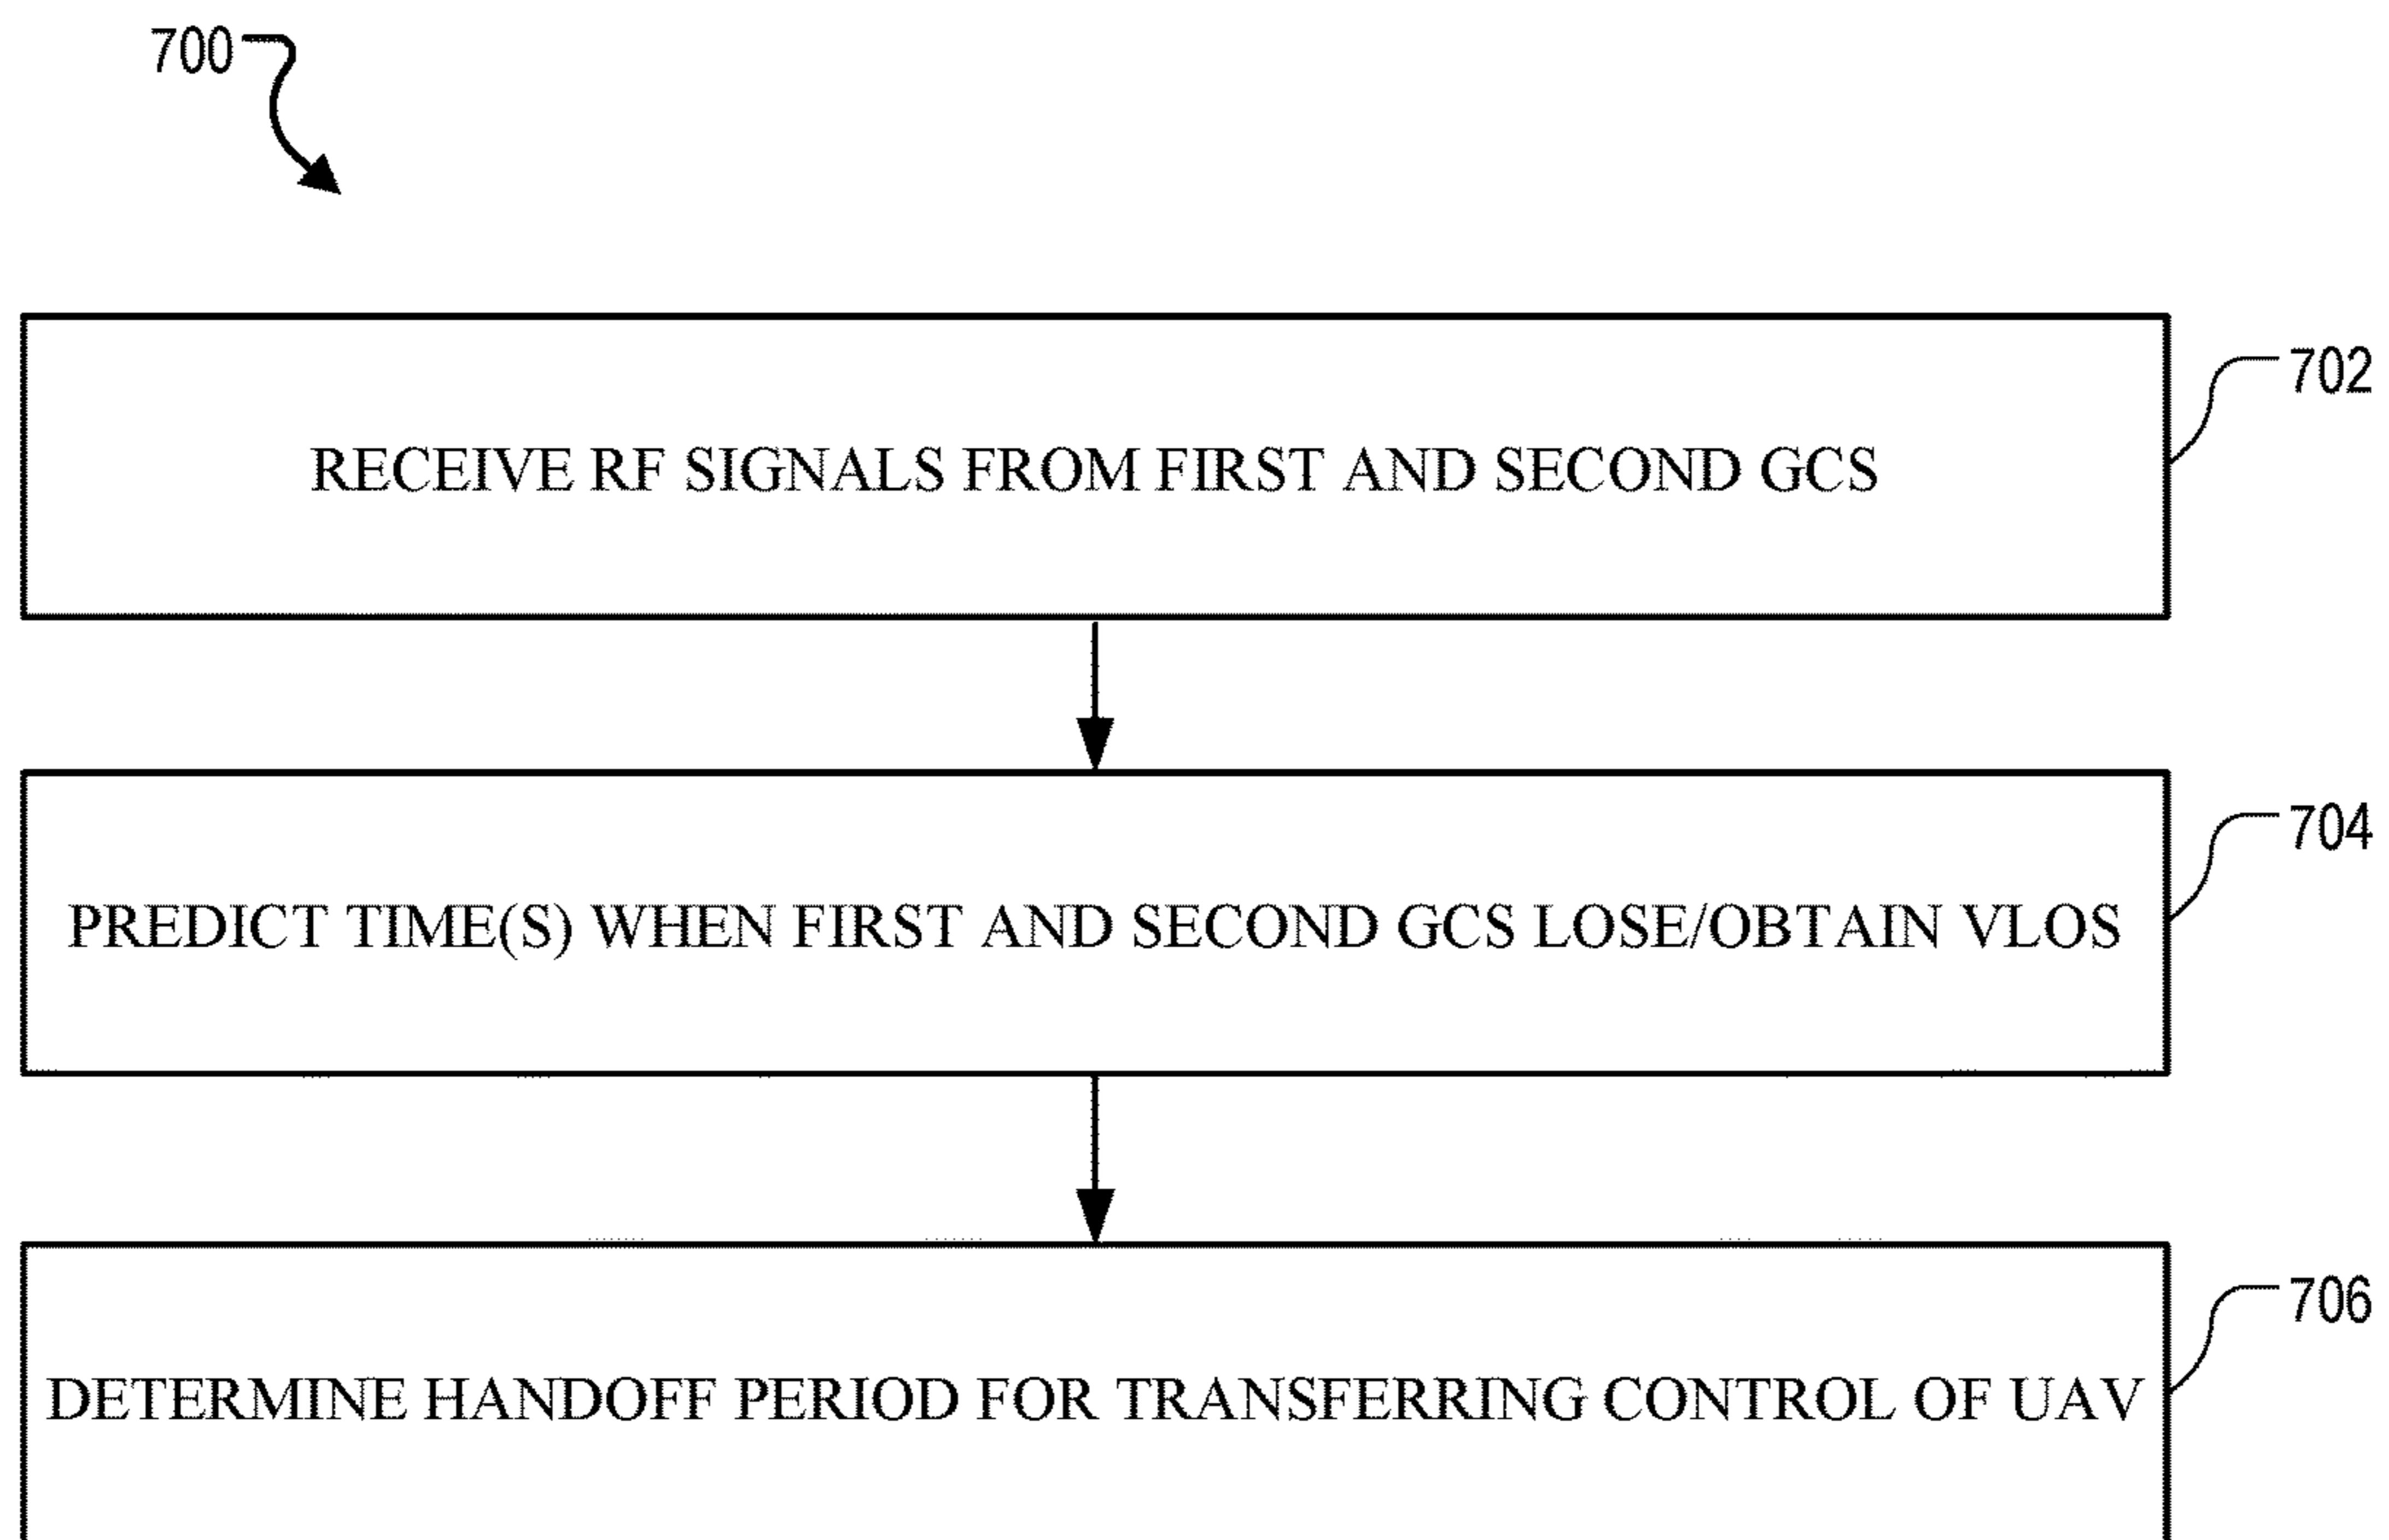 700
702
RECEIVE RF SIGNALS FROM FIRST AND SECOND GCS
704
PREDICT TIME(S) WHEN FIRST AND SECOND GCS LOSE/OBTAIN VLOS
706
DETERMINE HANDOFF PERIOD FOR TRANSFERRING CONTROL OF UAV